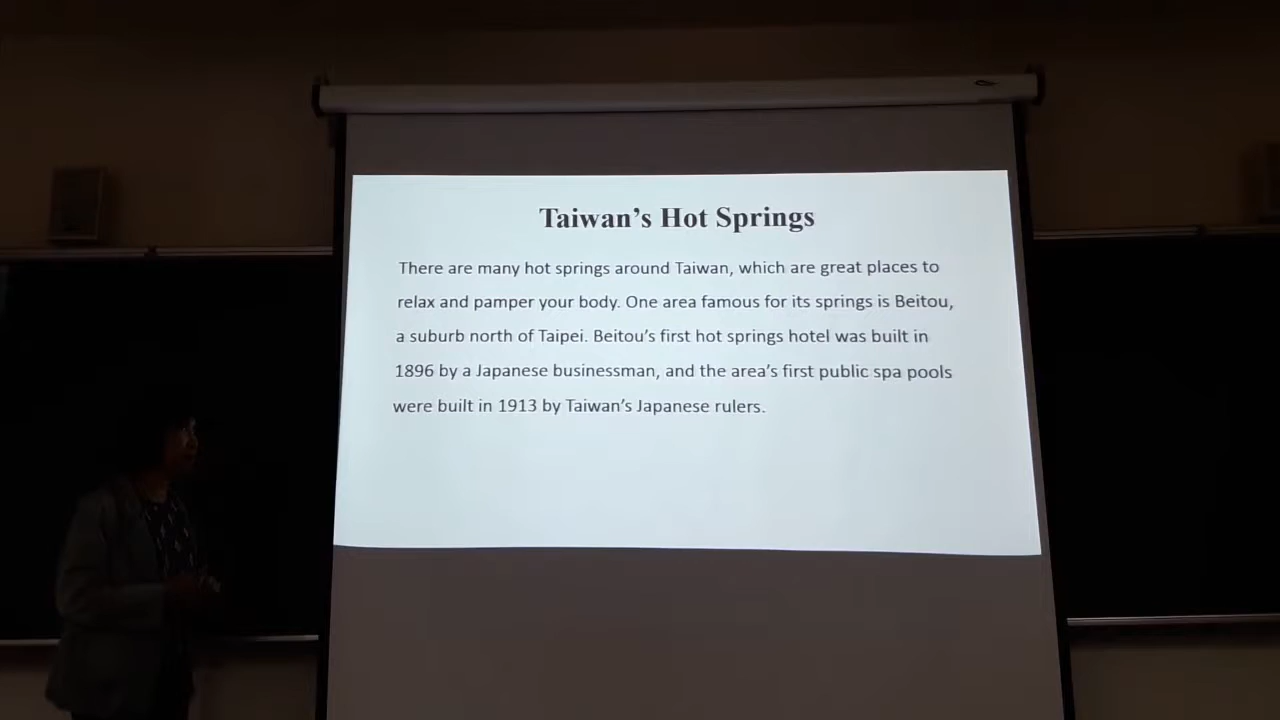 Taiwan’s Hot Springs
There are many hot springs around Taiwan, which are great places to
relax and pamper your body. One area famous for its springs is Beitou,
a suburb north of Taipei. Beitou’s first hot springs hotel was built in
1896 by a Japanese businessman, and the area’s first public spa pools
were built in 1913 by Taiwan’s Japanese rulers.